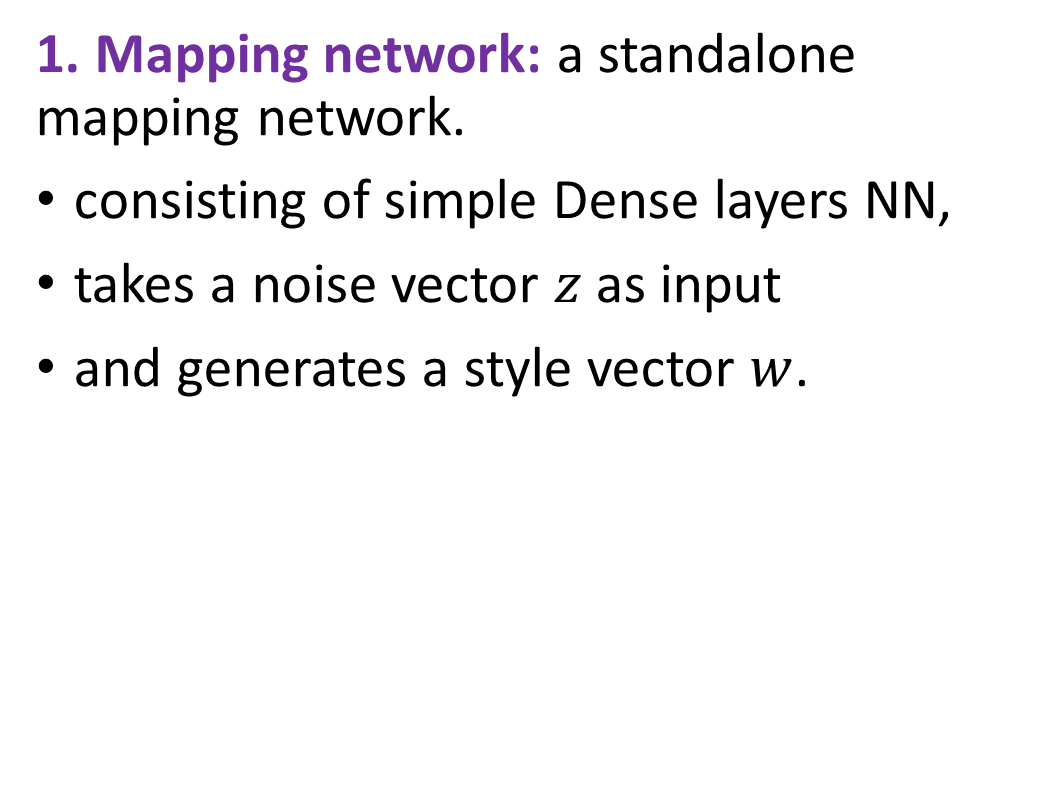 1. Mapping network: a standalone
mapping network.
• consisting of simple Dense layers NN,
• takes a noise vector 𝑧 as input
• and generates a style vector 𝑤.